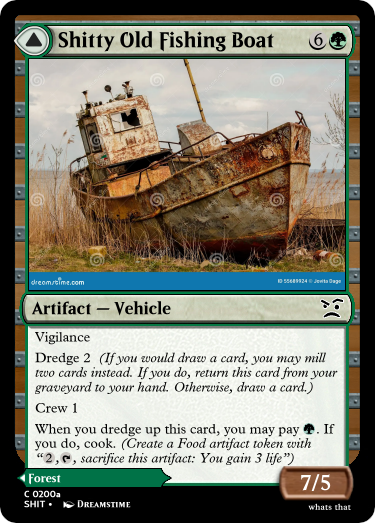 Shitty Old Fishing Boat 6
dreamstime.com
ID 55689924 © Jovita Dage
Artifact — Vehicle
Vigilance
Dredge 2 (If you would draw a card, you may mill
two cards instead. If you do, return this card from your
graveyard to your hand. Otherwise, draw a card.)
Crew 1
When you dredge up this card, you may pay . If
you do, cook. (Create a Food artifact token with
“2, , sacrifice this artifact: You gain 3 life”)
Forest
7/5
C 0200a
SHIT • DREAMSTIME
whats that